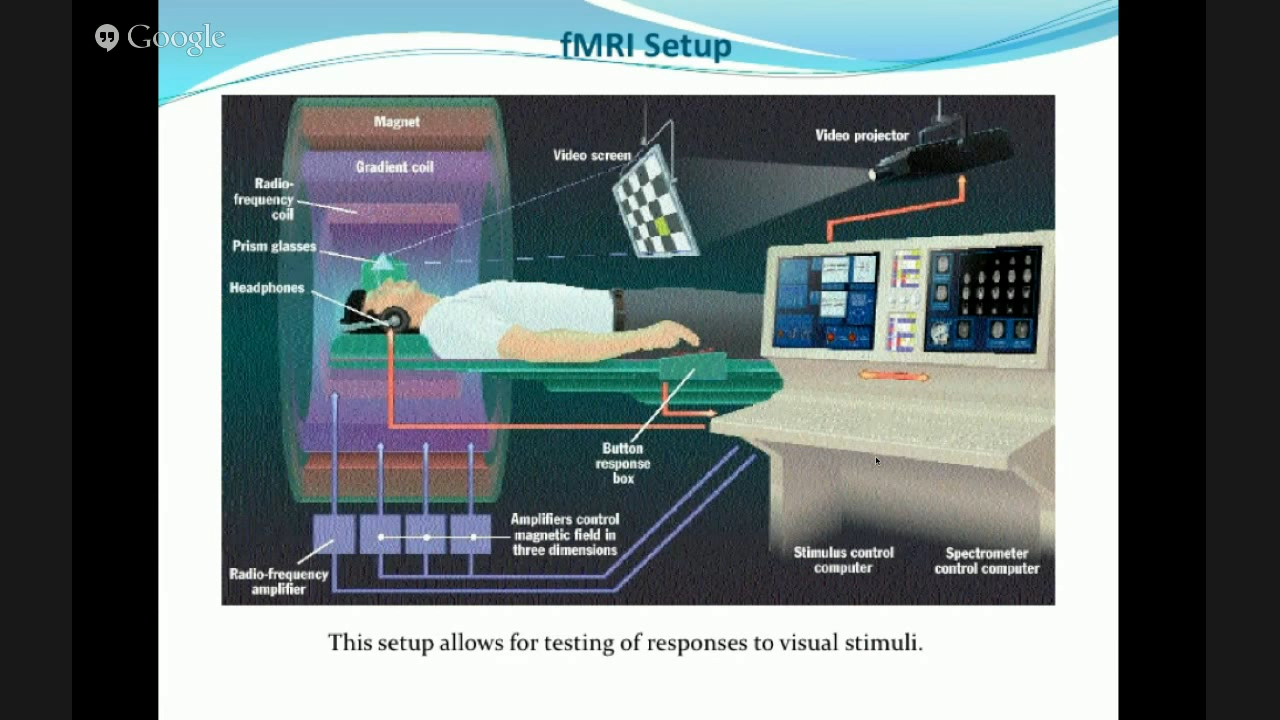 Google
fMRI Setup
Magnet
Gradient coil
Radio-
frequency
coil
Prism glasses
Headphones
Video screen
Video projector
Button
response
box
Amplifiers control
magnetic field in
three dimensions
Radio-frequency
amplifier
Stimulus control
computer
Spectrometer
control computer
This setup allows for testing of responses to visual stimuli.